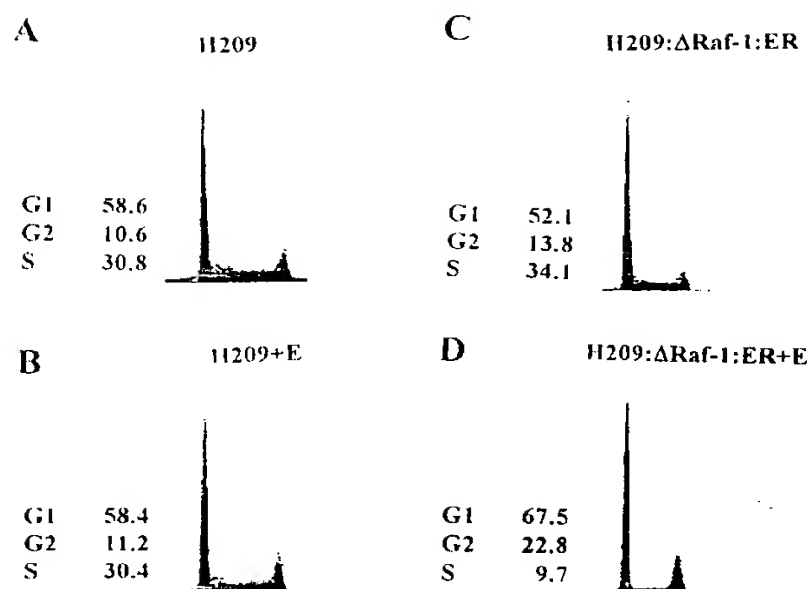 A
H209
G1 58.6
G2 10.6
S 30.8
C
H209:ΔRaf-1:ER
G1 52.1
G2 13.8
S 34.1
B
H209+E
G1 58.4
G2 11.2
S 30.4
D
H209:ΔRaf-1:ER+E
G1 67.5
G2 22.8
S 9.7